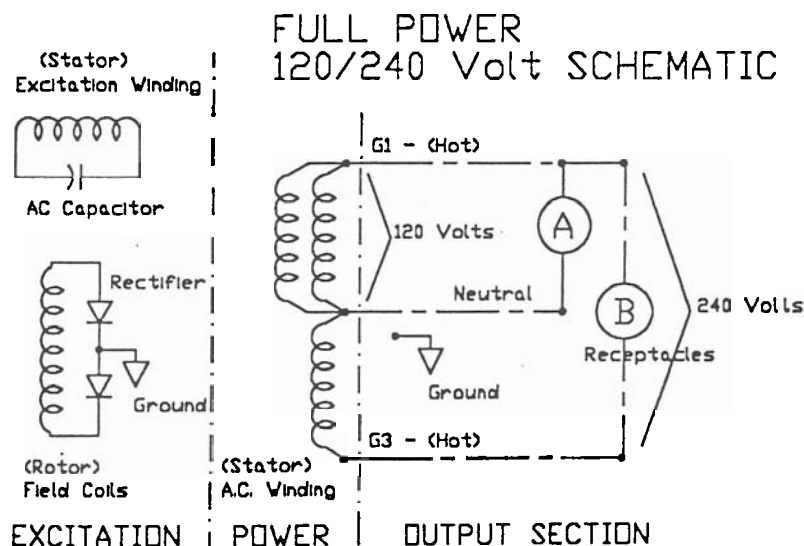 FULL POWER
120/240 Volt SCHEMATIC
(Stator)
Excitation Winding
AC Capacitor
G1 - (Hot)
120 Volts
A
Rectifier
Neutral
B
240 Volts
Receptacles
Ground
Ground
G3 - (Hot)
(Rotor)
Field Coils
(Stator)
A.C. Winding
EXCITATION
POWER
OUTPUT SECTION